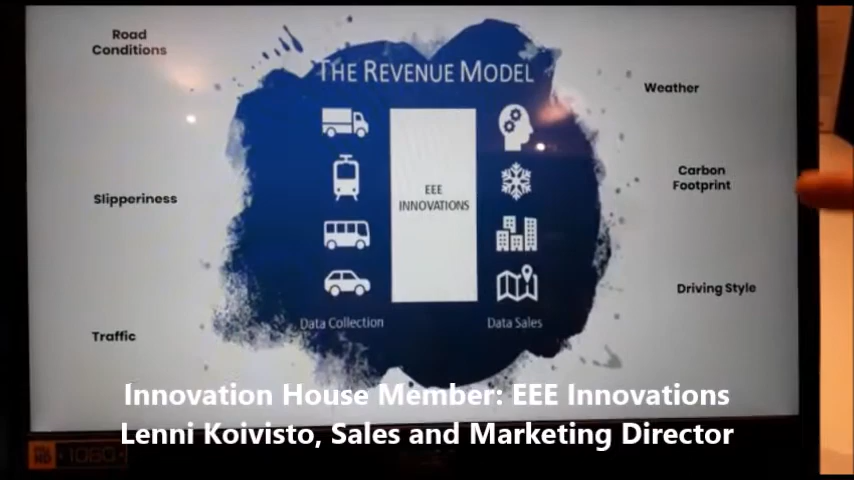 Road
Conditions
THE REVENUE MODEL
Weather
Carbon
Footprint
Slipperiness
EEE
INNOVATIONS
Driving Style
Data Collection
Data Sales
Traffic
Innovation House Member: EEE Innovations
Lenni Koivisto, Sales and Marketing Director
HD